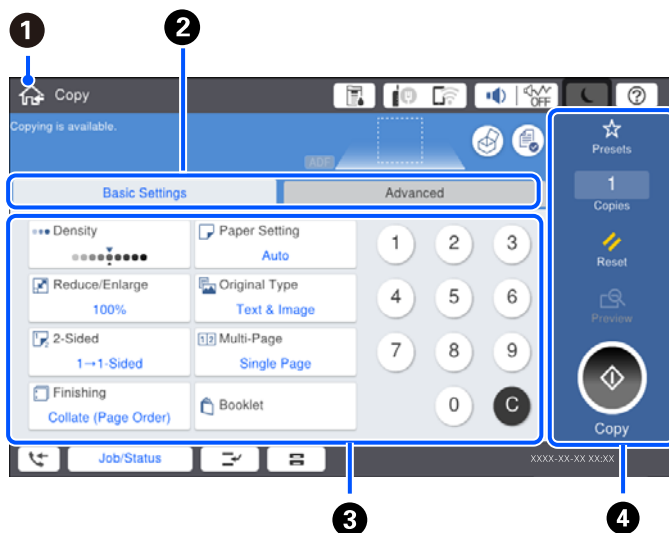 1
2
Copy
OFF
Copying is available.
ADF
Presets
1
Copies
Basic Settings
Advanced
Reset
Density
Paper Setting
Auto
1 2 3
Reduce/Enlarge
100%
Original Type
Text & Image
4 5 6
Preview
2-Sided
1→1-Sided
12 Multi-Page
Single Page
7 8 9
Finishing
Collate (Page Order)
Booklet
0 C
Copy
Job/Status
XXXX-XX-XX XX:XX
3
4